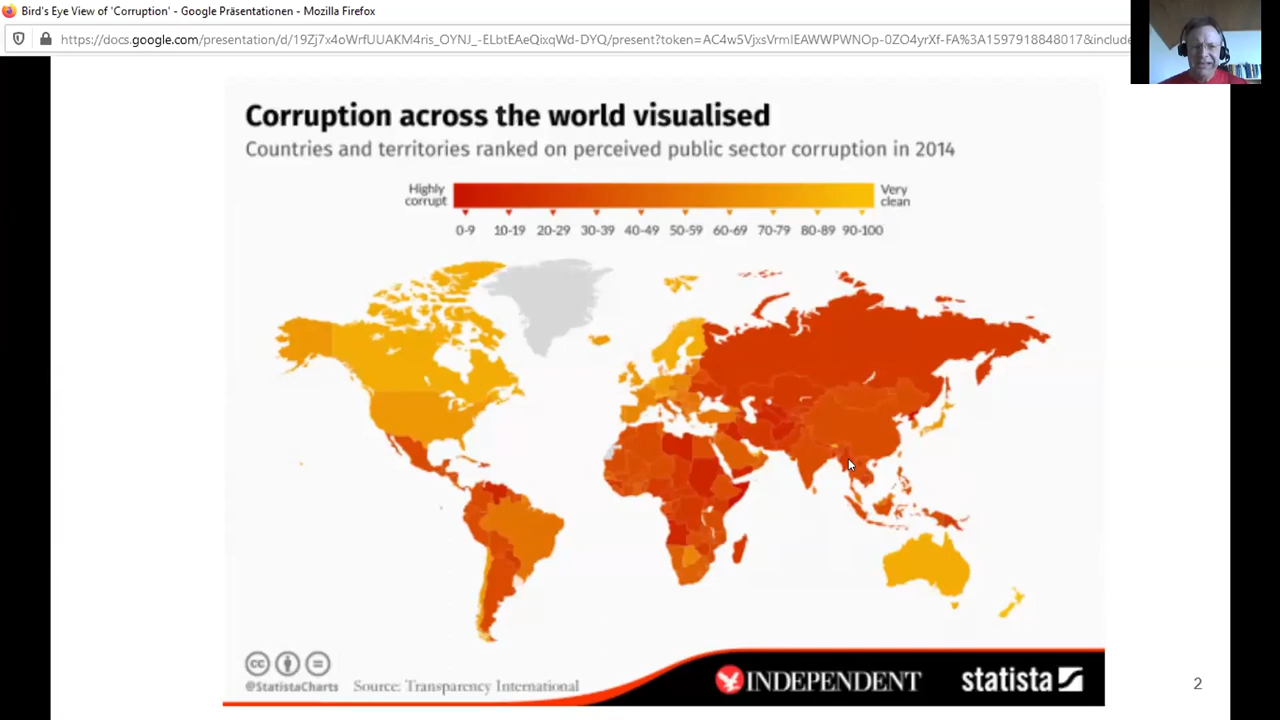 Bird's Eye View of 'Corruption' - Google Präsentationen - Mozilla Firefox
https://docs.google.com/presentation/d/19Zj7x4oWrfUUAKM4ris_OYNJ_-ELbtEAeQixqWd-DYQ/present?token=AC4w5VjxsVrmIEAWWPWNOp-0ZO4yrXf-FA%3A1597918848017&include
Corruption across the world visualised
Countries and territories ranked on perceived public sector corruption in 2014
Highly
corrupt
Very
clean
0-9 10-19 20-29 30-39 40-49 50-59 60-69 70-79 80-89 90-100
cc
@StatistaCharts Source: Transparency International
INDEPENDENT
statista
2